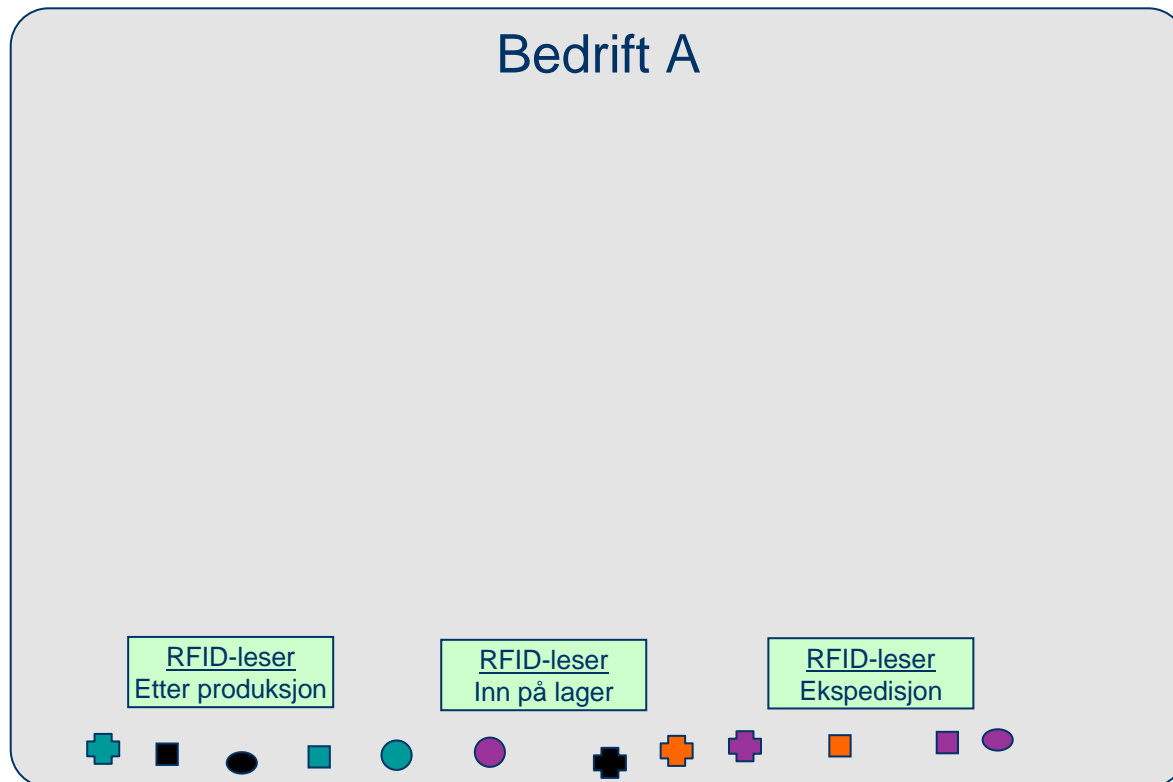 Bedrift A
RFID-leser
Etter produksjon
RFID-leser
Inn på lager
RFID-leser
Ekspedisjon